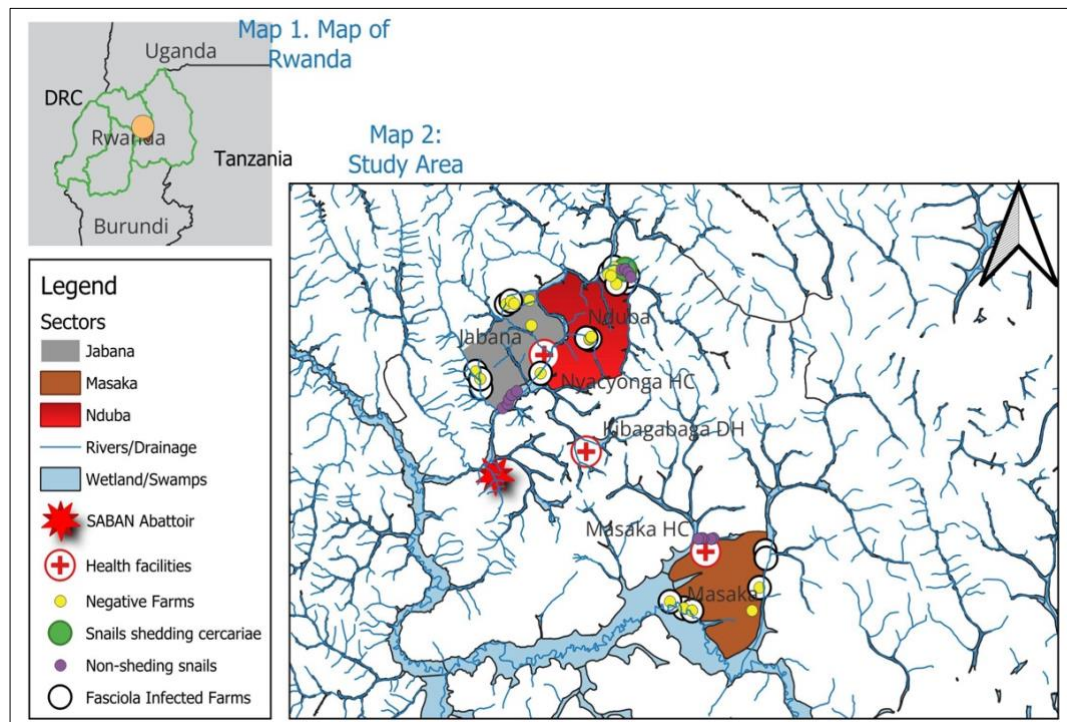 Map 1. Map of
Rwanda
Uganda
DRC
Rwanda
Tanzania
Burundi
Map 2:
Study Area
Legend
Sectors
Jabana
Masaka
Nduba
Rivers/Drainage
Wetland/Swamps
SABAN Abattoir
Health facilities
Negative Farms
Snails shedding cercariae
Non-sheding snails
Fasciola Infected Farms
Nduba
Jabana
Nyacyonga HC
Kibagabaga DH
Masaka HC
Masaka